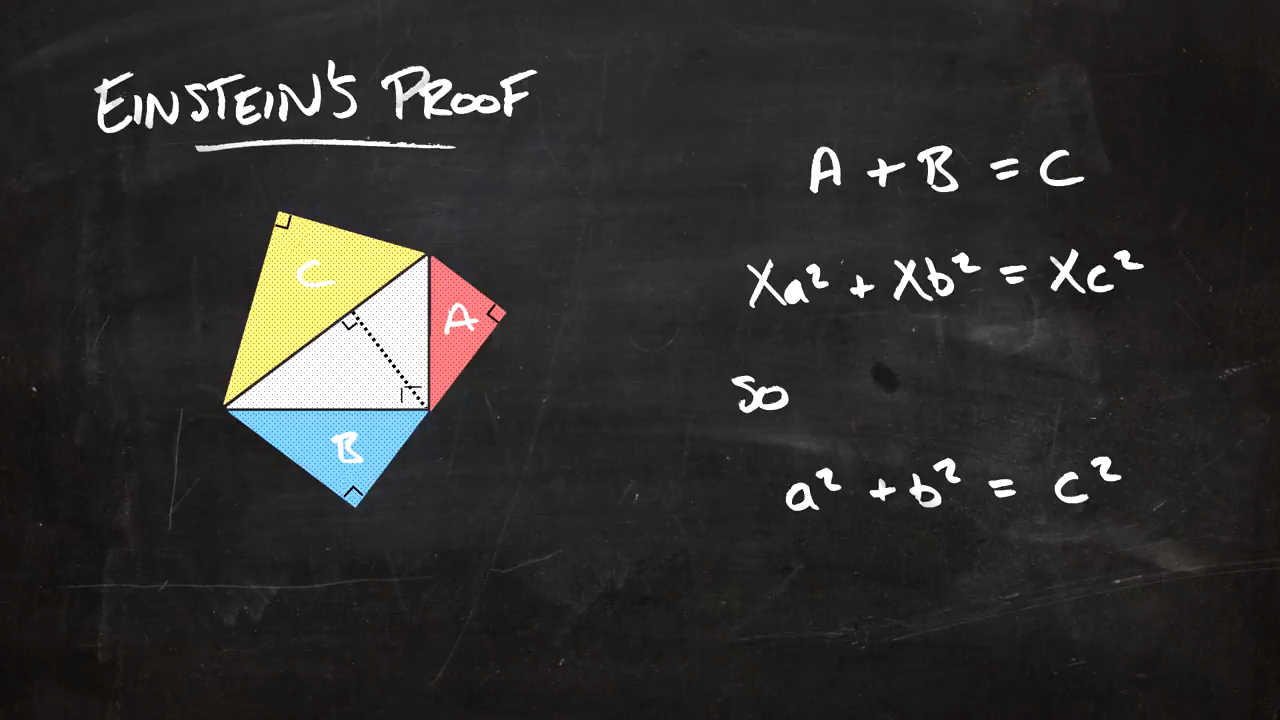 EINSTEIN'S PROOF
C
A
B
A + B = C
Xa² + Xb² = Xc²
so
a² + b² = c²